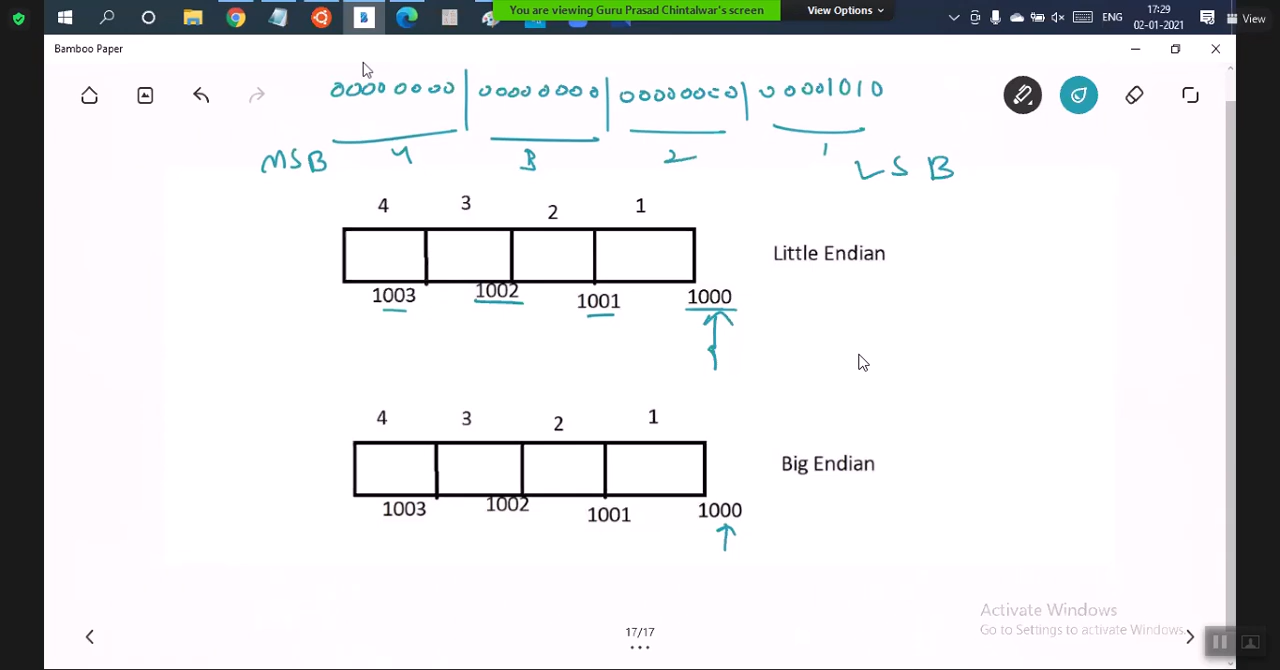 You are viewing Guru Prasad Chintalwar's screen
View Options
ENG
17:29
02-01-2021
View
Bamboo Paper
00000000 | 00000000 | 00000000 | 00001010
MSB 4 3 2 1 LSB
4 3 2 1
Little Endian
1003 1002 1001 1000
4 3 2 1
Big Endian
1003 1002 1001 1000
Activate Windows
Go to Settings to activate Windows.
17/17